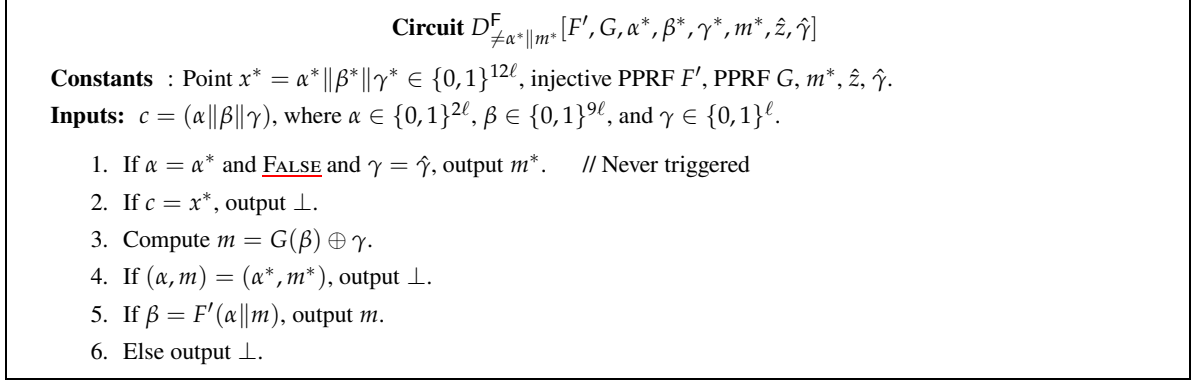 Circuit D^F_{≠α*∥m*}[F′, G, α*, β*, γ*, m*, ẑ, γ̂]
Constants : Point x* = α*∥β*∥γ* ∈ {0,1}^{12ℓ}, injective PPRF F′, PPRF G, m*, ẑ, γ̂.
Inputs: c = (α∥β∥γ), where α ∈ {0,1}^{2ℓ}, β ∈ {0,1}^{9ℓ}, and γ ∈ {0,1}^ℓ.
1. If α = α* and FALSE and γ = γ̂, output m*. // Never triggered
2. If c = x*, output ⊥.
3. Compute m = G(β) ⊕ γ.
4. If (α, m) = (α*, m*), output ⊥.
5. If β = F′(α∥m), output m.
6. Else output ⊥.